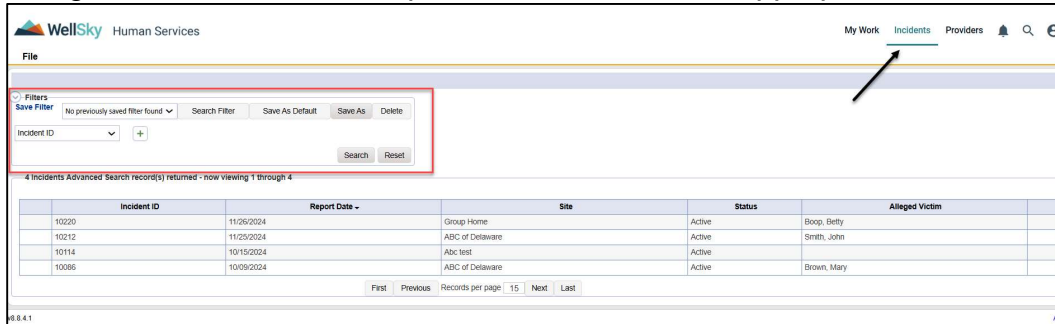 WellSky Human Services
My Work Incidents Providers
File
Filters
Save Filter No previously saved filter found Search Filter Save As Default Save As Delete
Incident ID +
Search Reset
4 Incidents Advanced Search record(s) returned - now viewing 1 through 4
Incident ID Report Date Site Status Alleged Victim
10220 11/26/2024 Group Home Active Boop, Betty
10212 11/25/2024 ABC of Delaware Active Smith, John
10114 10/15/2024 Abc test Active
10086 10/09/2024 ABC of Delaware Active Brown, Mary
First Previous Records per page 15 Next Last
v8.8.4.1